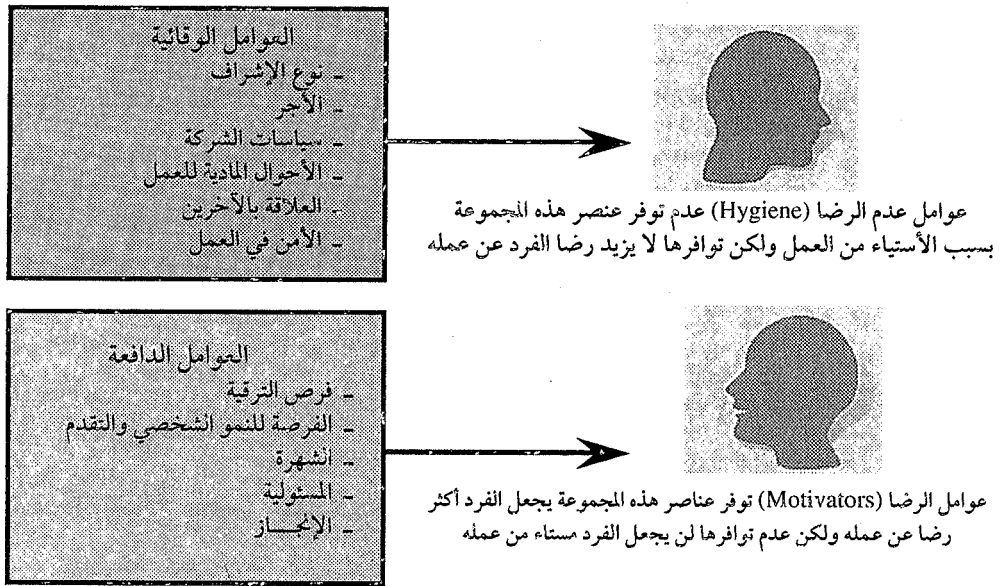 العوامل الوقائية
- نوع الإشراف
- الأجر
- سياسات الشركة
- الأحوال المادية للعمل
- العلاقة بالآخرين
- الأمن في العمل
عوامل عدم الرضا (Hygiene) عدم توفر عنصر هذه المجموعة
بسبب الأستياء من العمل ولكن توافرها لا يزيد رضا الفرد عن عمله
العوامل الدافعة
- فرص الترقية
- الفرصة للنمو الشخصي والتقدم
- الشهرة
- المسئولية
- الإنجـــاز
عوامل الرضا (Motivators) توفر عناصر هذه المجموعة يجعل الفرد أكثر
رضا عن عمله ولكن عدم توافرها لن يجعل الفرد مستاء من عمله